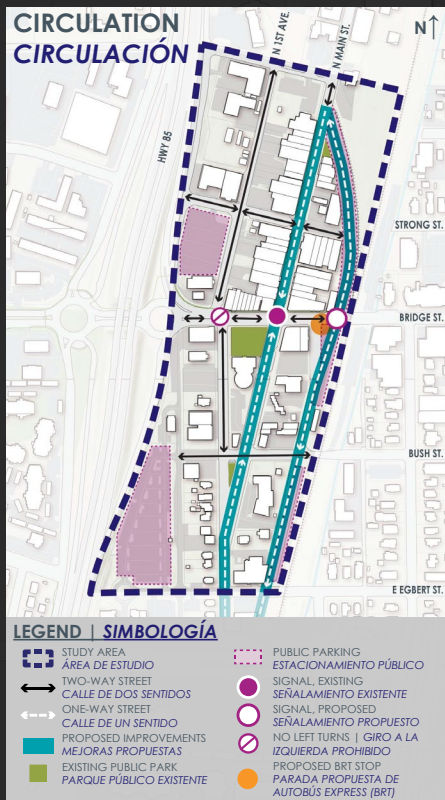 CIRCULATION
CIRCULACIÓN
N 1ST AVE.
N MAIN ST.
N
HWY 85
STRONG ST.
BRIDGE ST.
BUSH ST.
E EGBERT ST.
LEGEND | SIMBOLOGÍA
STUDY AREA
ÁREA DE ESTUDIO
TWO-WAY STREET
CALLE DE DOS SENTIDOS
ONE-WAY STREET
CALLE DE UN SENTIDO
PROPOSED IMPROVEMENTS
MEJORAS PROPUESTAS
EXISTING PUBLIC PARK
PARQUE PÚBLICO EXISTENTE
PUBLIC PARKING
ESTACIONAMIENTO PÚBLICO
SIGNAL, EXISTING
SEÑALAMIENTO EXISTENTE
SIGNAL, PROPOSED
SEÑALAMIENTO PROPUESTO
NO LEFT TURNS | GIRO A LA
IZQUIERDA PROHIBIDO
PROPOSED BRT STOP
PARADA PROPUESTA DE
AUTOBÚS EXPRESS (BRT)